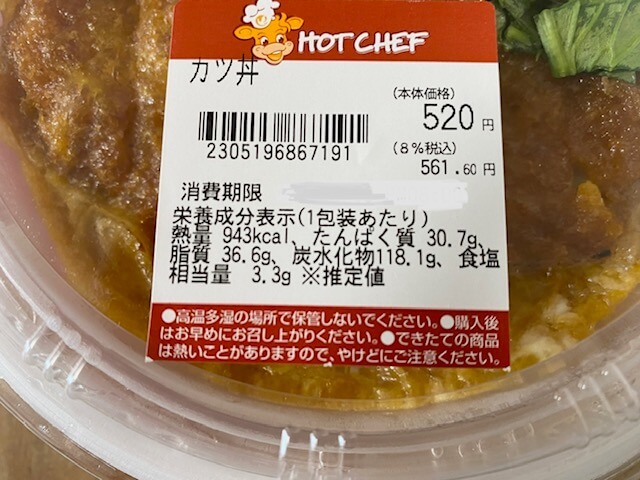 HOT CHEF
カツ丼
(本体価格)
520 円
2305196867191
(8%税込)
561.60 円
消費期限
栄養成分表示(1包装あたり)
熱量 943kcal、たんぱく質 30.7g、
脂質 36.6g、炭水化物118.1g、食塩
相当量 3.3g ※推定値
●高温多湿の場所で保管しないでください。●購入後
はお早めにお召し上がりください。●できたての商品
は熱いことがありますので、やけどにご注意ください。